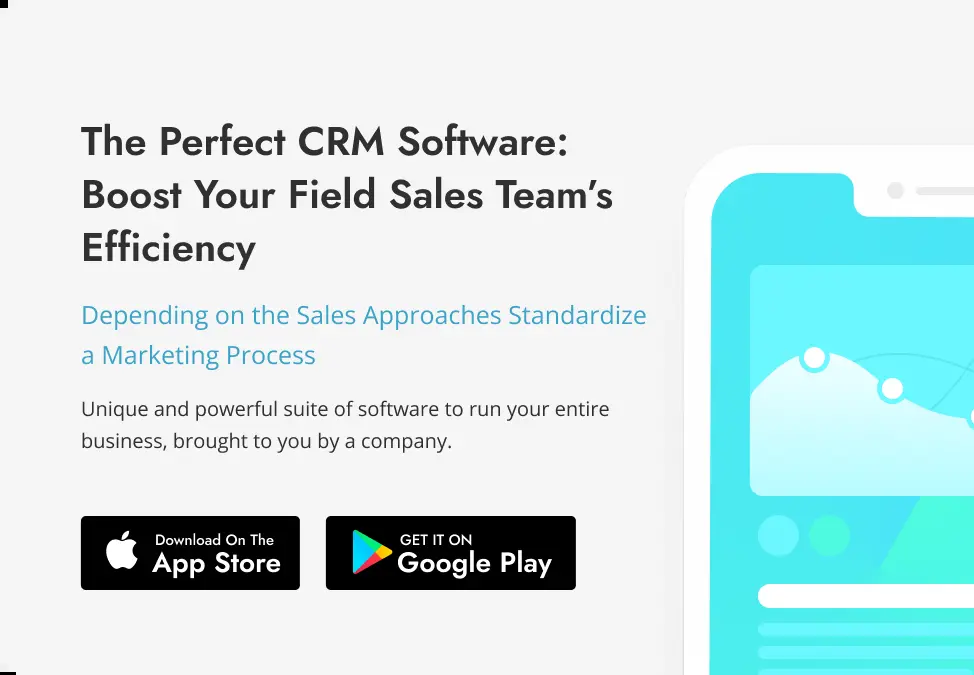 The Perfect CRM Software:
Boost Your Field Sales Team’s
Efficiency
Depending on the Sales Approaches Standardize
a Marketing Process
Unique and powerful suite of software to run your entire
business, brought to you by a company.
Download On The
App Store
GET IT ON
Google Play